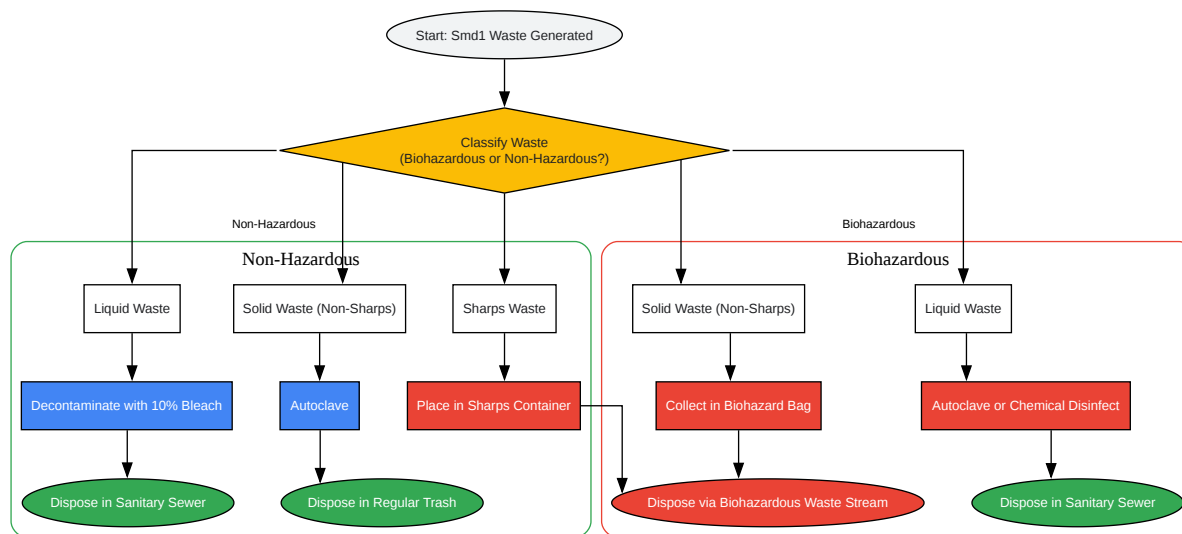 Start: Smd1 Waste Generated
Classify Waste
(Biohazardous or Non-Hazardous?)
Non-Hazardous
Biohazardous
Non-Hazardous
Biohazardous
Liquid Waste
Solid Waste (Non-Sharps)
Sharps Waste
Solid Waste (Non-Sharps)
Liquid Waste
Decontaminate with 10% Bleach
Autoclave
Place in Sharps Container
Collect in Biohazard Bag
Autoclave or Chemical Disinfect
Dispose in Sanitary Sewer
Dispose in Regular Trash
Dispose via Biohazardous Waste Stream
Dispose in Sanitary Sewer